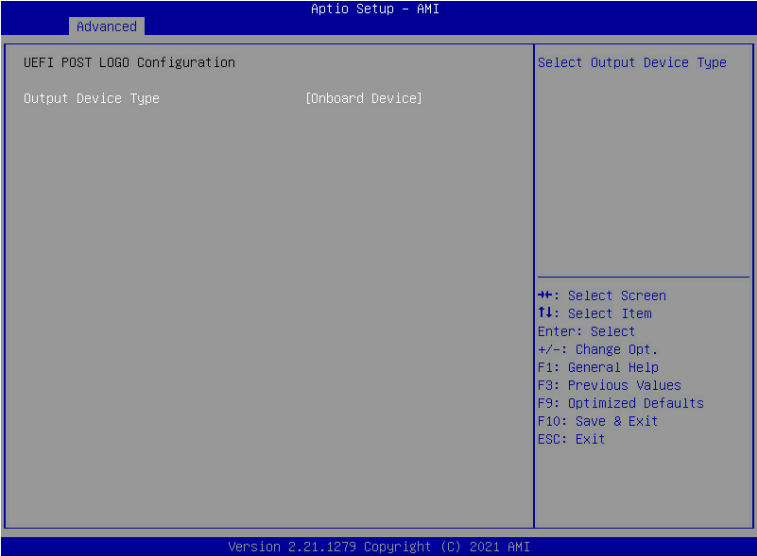 Aptio Setup – AMI
Advanced
UEFI POST LOGO Configuration
Output Device Type [Onboard Device]
Select Output Device Type
→←: Select Screen
↑↓: Select Item
Enter: Select
+/-: Change Opt.
F1: General Help
F3: Previous Values
F9: Optimized Defaults
F10: Save & Exit
ESC: Exit
Version 2.21.1279 Copyright (C) 2021 AMI